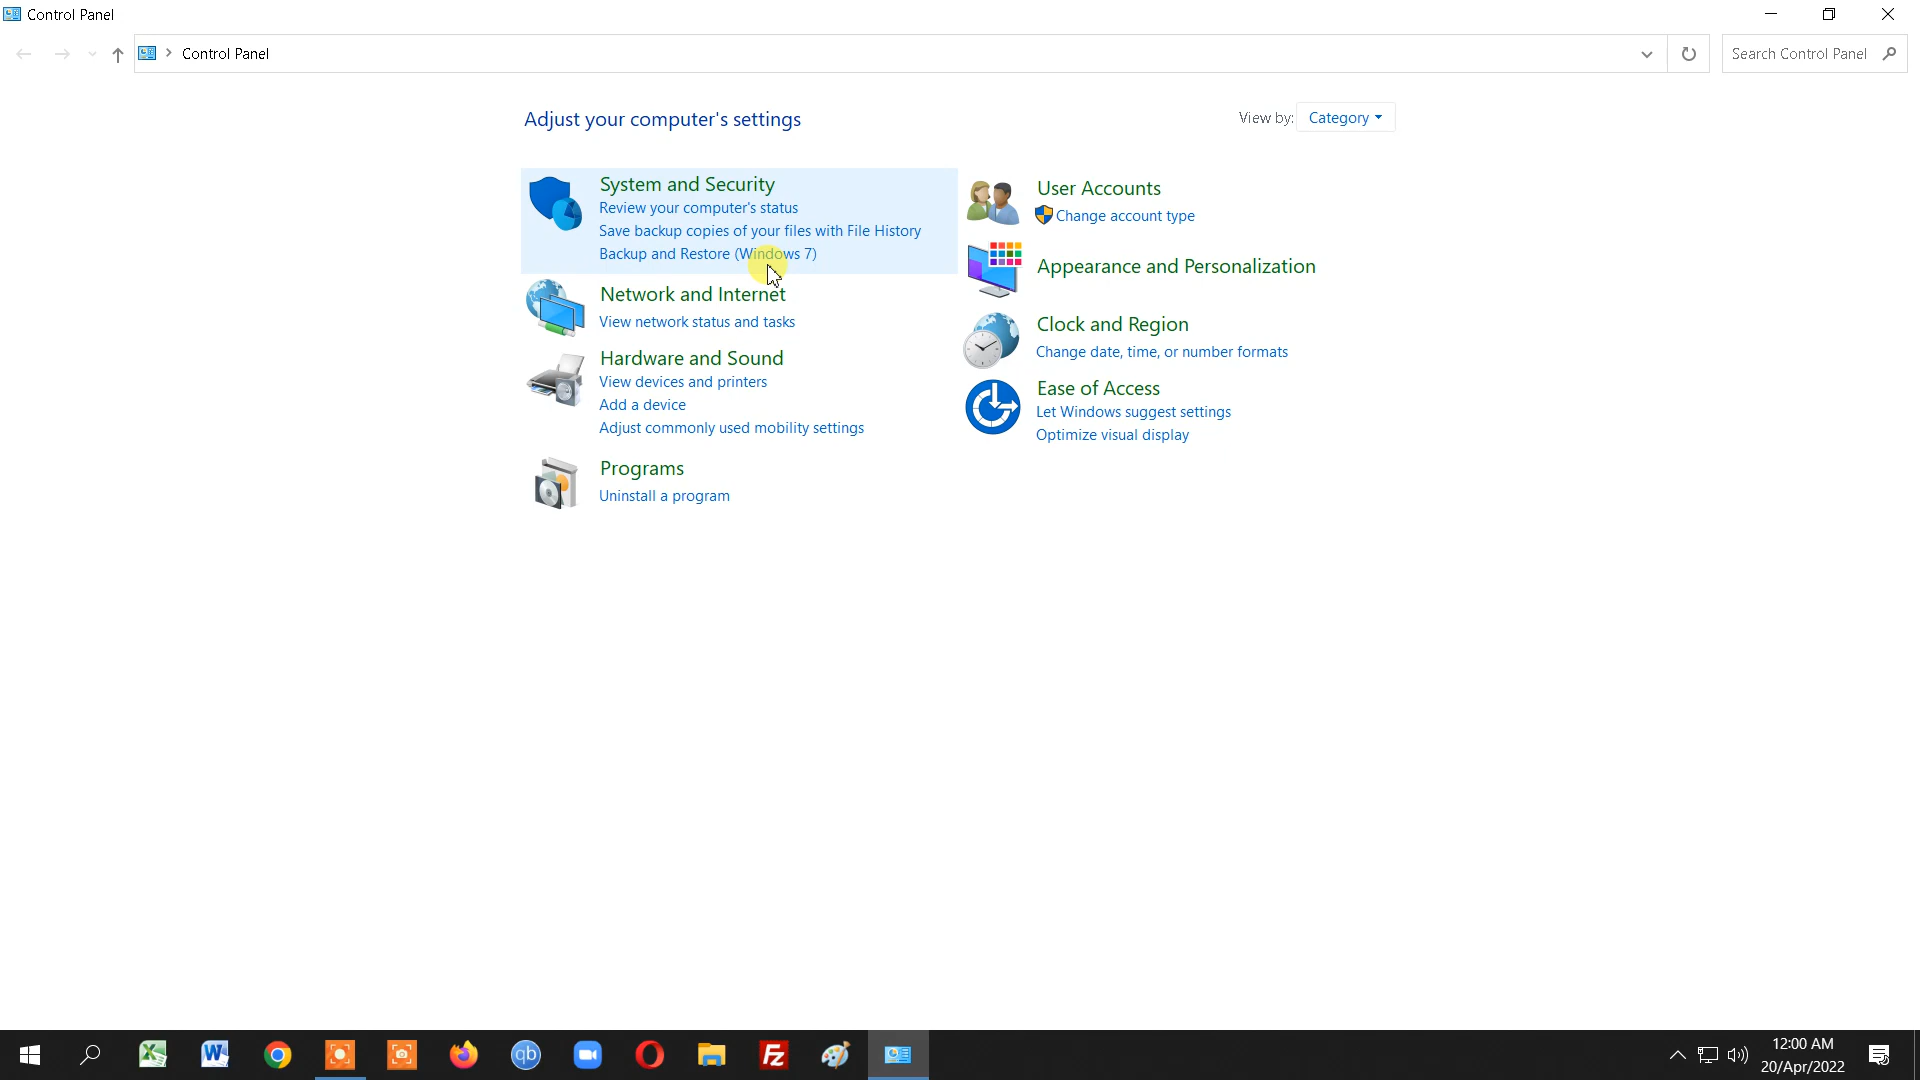 Control Panel
Control Panel
Search Control Panel
Adjust your computer's settings
View by: Category
System and Security
Review your computer's status
Save backup copies of your files with File History
Backup and Restore (Windows 7)
Network and Internet
View network status and tasks
Hardware and Sound
View devices and printers
Add a device
Adjust commonly used mobility settings
Programs
Uninstall a program
User Accounts
Change account type
Appearance and Personalization
Clock and Region
Change date, time, or number formats
Ease of Access
Let Windows suggest settings
Optimize visual display
qb
Fz
12:00 AM
20/Apr/2022